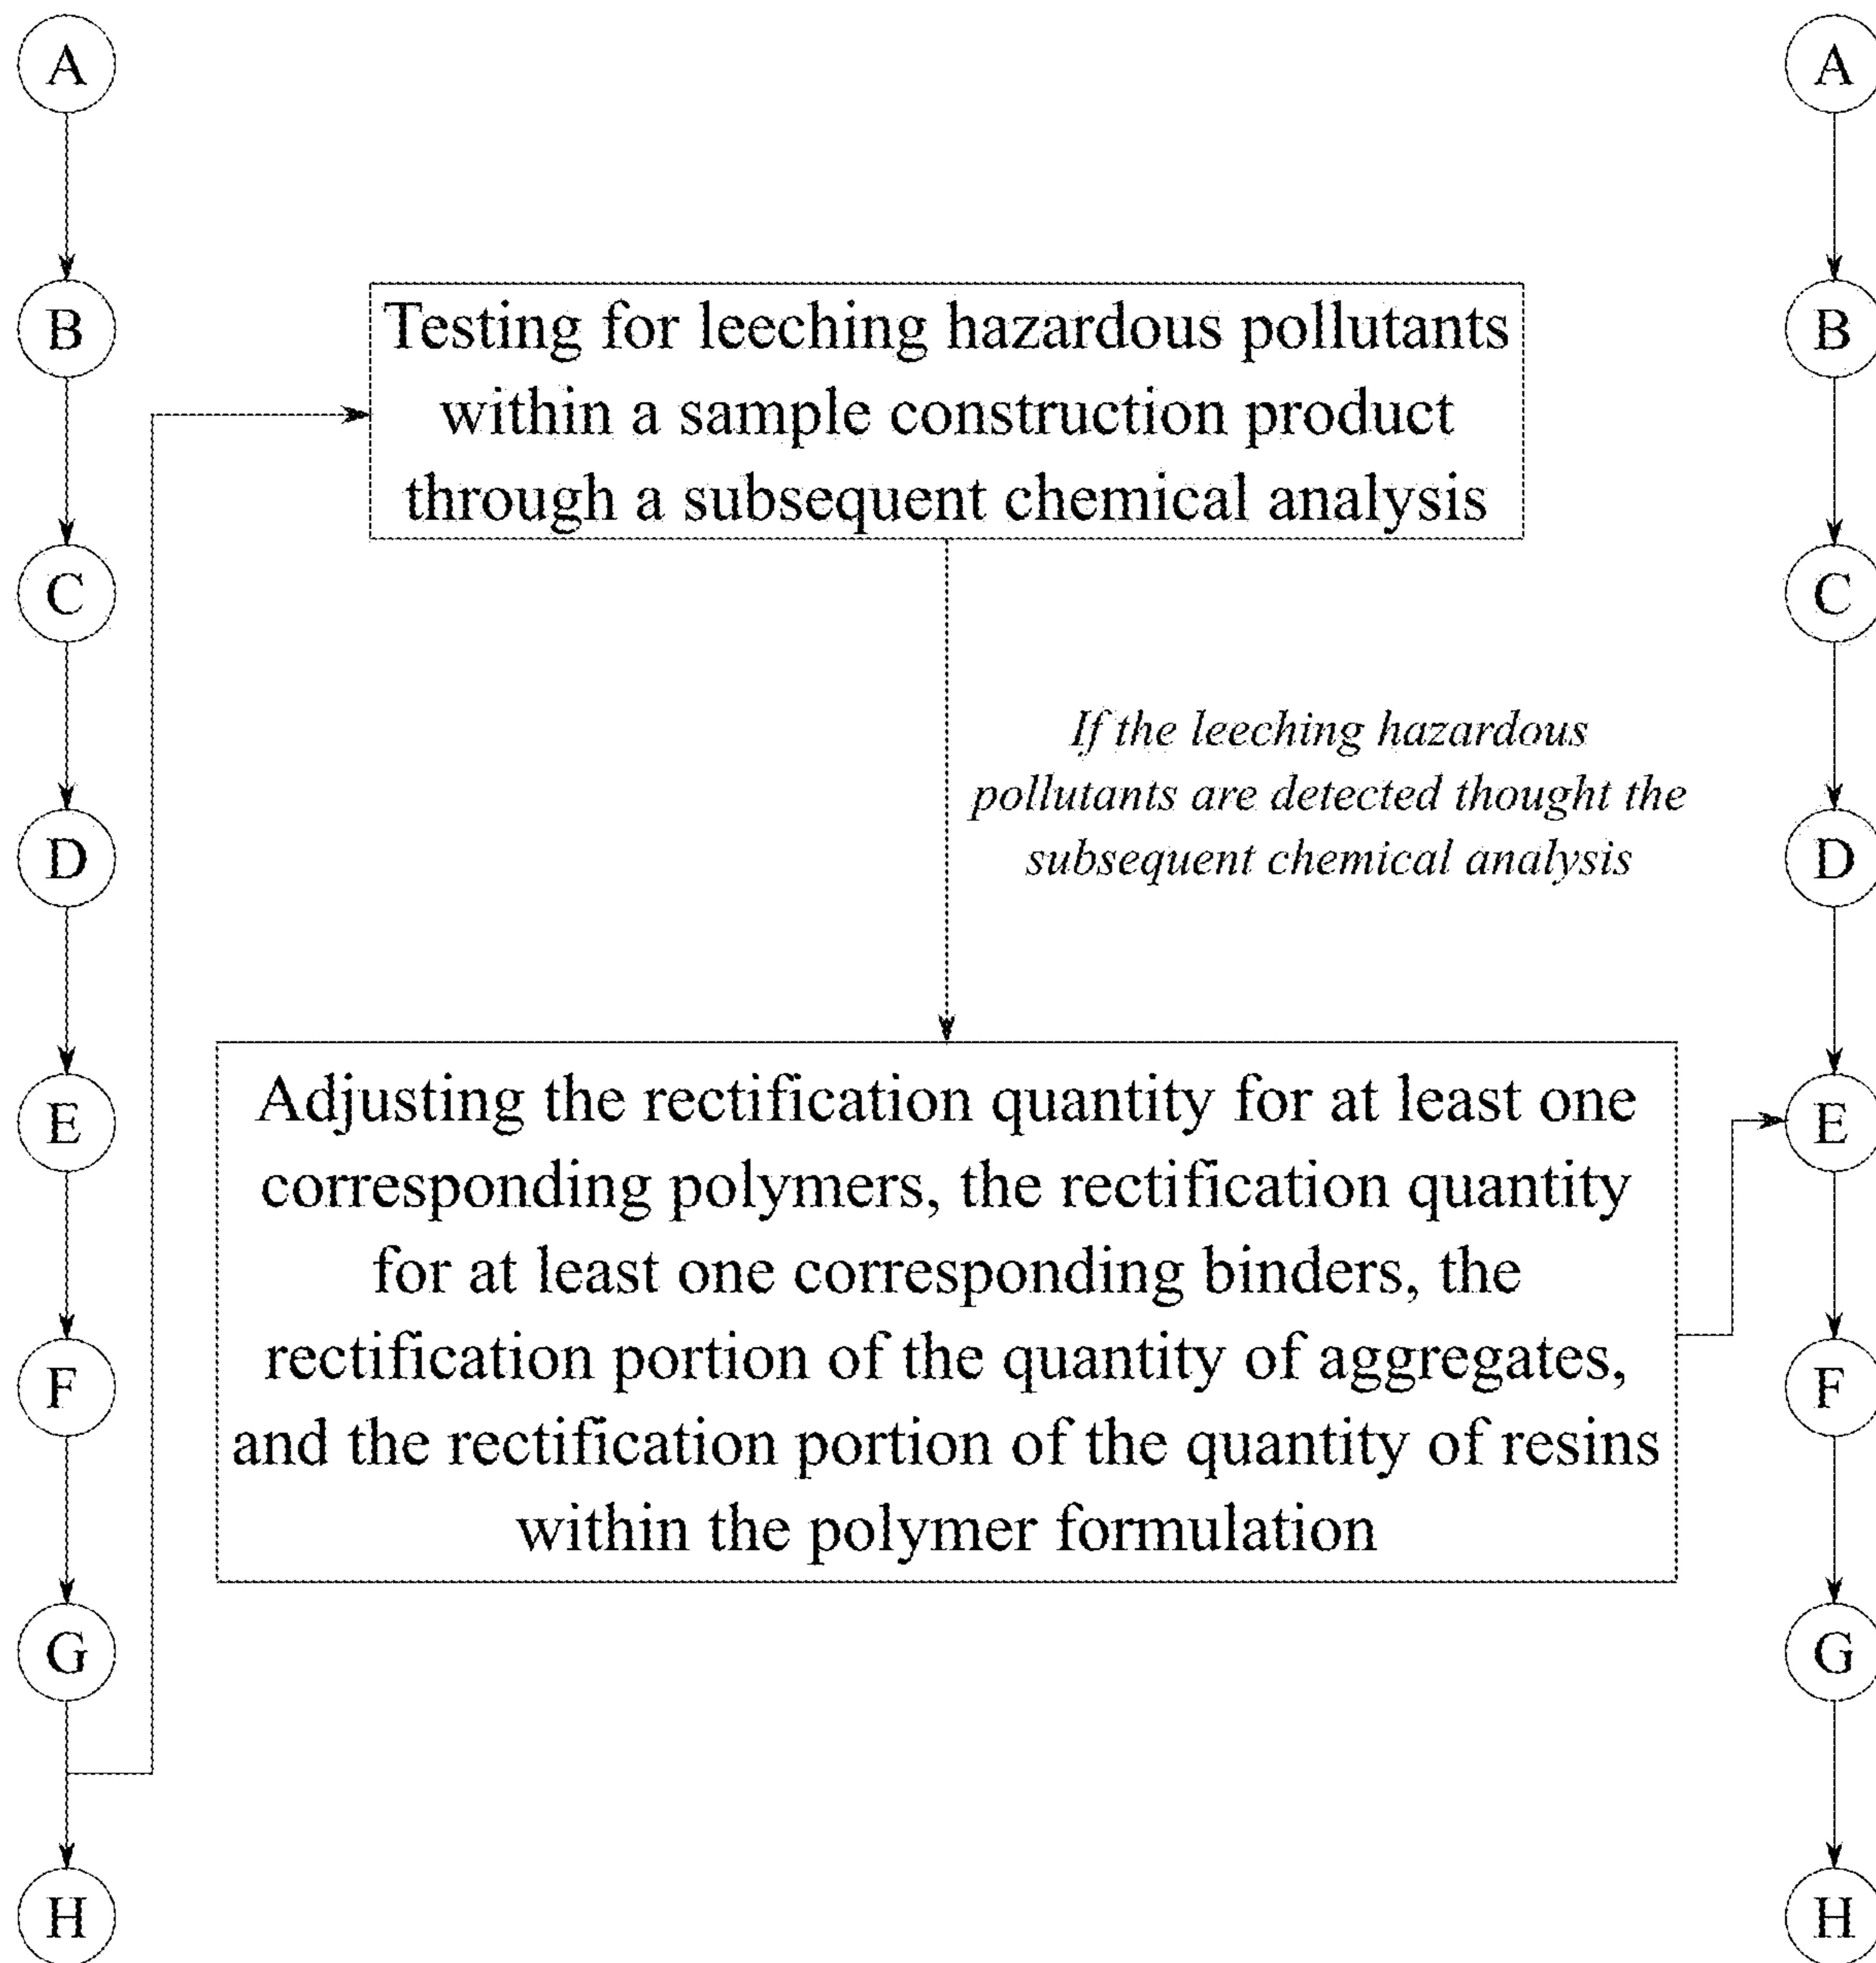 A
B
C
D
E
F
G
H
Testing for leeching hazardous pollutants
within a sample construction product
through a subsequent chemical analysis
If the leeching hazardous
pollutants are detected thought the
subsequent chemical analysis
Adjusting the rectification quantity for at least one
corresponding polymers, the rectification quantity
for at least one corresponding binders, the
rectification portion of the quantity of aggregates,
and the rectification portion of the quantity of resins
within the polymer formulation
A
B
C
D
E
F
G
H